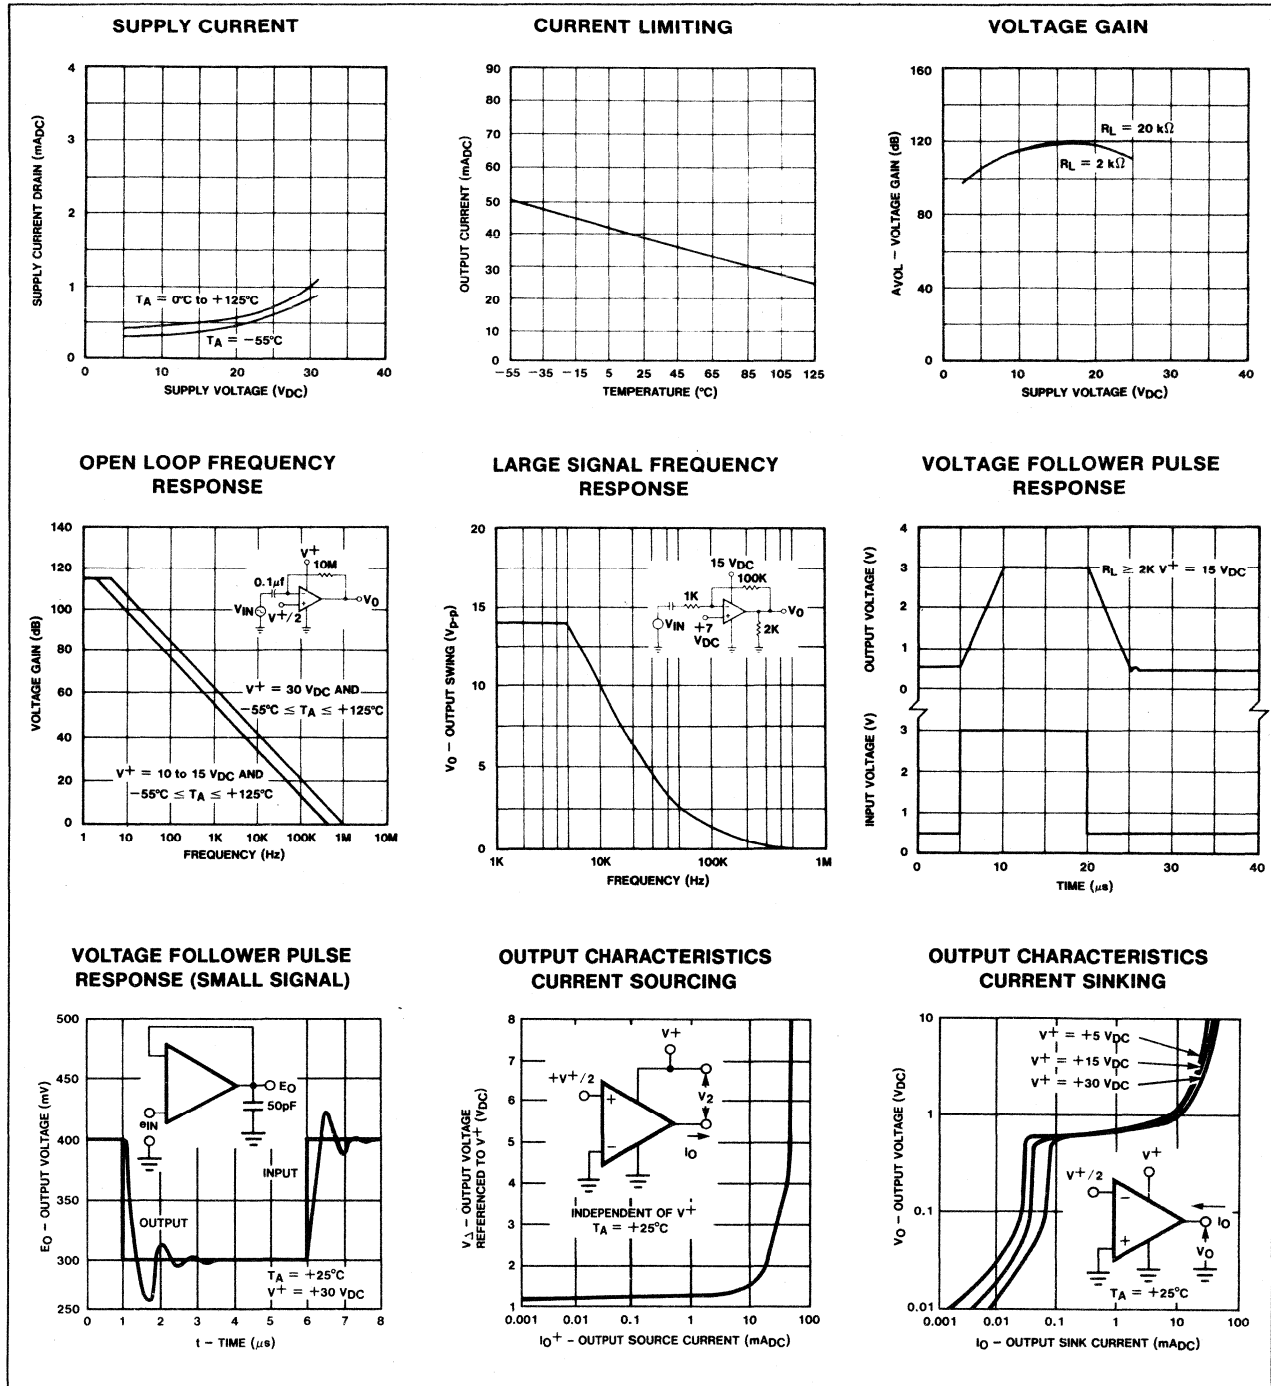 SUPPLY CURRENT
4
3
2
1
0
SUPPLY CURRENT DRAIN (mADC)
TA = 0°C to +125°C
TA = −55°C
0 10 20 30 40
SUPPLY VOLTAGE (VDC)
CURRENT LIMITING
90
80
70
60
50
40
30
20
10
0
OUTPUT CURRENT (mADC)
−55 −35 −15 5 25 45 65 85 105 125
TEMPERATURE (°C)
VOLTAGE GAIN
160
120
80
40
0
AVOL – VOLTAGE GAIN (dB)
RL = 20 kΩ
RL = 2 kΩ
0 10 20 30 40
SUPPLY VOLTAGE (VDC)
OPEN LOOP FREQUENCY
RESPONSE
140
120
100
80
60
40
20
0
VOLTAGE GAIN (dB)
V+
10M
0.1µf
VIN
V+/2
VO
V+ = 30 VDC AND
−55°C ≤ TA ≤ +125°C
V+ = 10 to 15 VDC AND
−55°C ≤ TA ≤ +125°C
1 10 100 1K 10K 100K 1M 10M
FREQUENCY (Hz)
LARGE SIGNAL FREQUENCY
RESPONSE
20
15
10
5
0
VO – OUTPUT SWING (Vp-p)
15 VDC
100K
1K
VIN
+7
VDC
VO
2K
1K 10K 100K 1M
FREQUENCY (Hz)
VOLTAGE FOLLOWER PULSE
RESPONSE
4
3
2
1
0
OUTPUT VOLTAGE (V)
RL ≥ 2K V+ = 15 VDC
3
2
1
0
INPUT VOLTAGE (V)
0 10 20 30 40
TIME (µs)
VOLTAGE FOLLOWER PULSE
RESPONSE (SMALL SIGNAL)
500
450
400
350
300
250
EO – OUTPUT VOLTAGE (mV)
EO
50pF
eIN
INPUT
OUTPUT
TA = +25°C
V+ = +30 VDC
0 1 2 3 4 5 6 7 8
t – TIME (µs)
OUTPUT CHARACTERISTICS
CURRENT SOURCING
8
7
6
5
4
3
2
1
V△ – OUTPUT VOLTAGE
REFERENCED TO V+ (VDC)
V+
+V+/2
+
−
V2
IO
INDEPENDENT OF V+
TA = +25°C
0.001 0.01 0.1 1 10 100
IO+ – OUTPUT SOURCE CURRENT (mADC)
OUTPUT CHARACTERISTICS
CURRENT SINKING
10
1
0.1
0.01
VO – OUTPUT VOLTAGE (VDC)
V+ = +5 VDC
V+ = +15 VDC
V+ = +30 VDC
V+
V+/2
−
+
IO
VO
TA = +25°C
0.001 0.01 0.1 1 10 100
IO – OUTPUT SINK CURRENT (mADC)